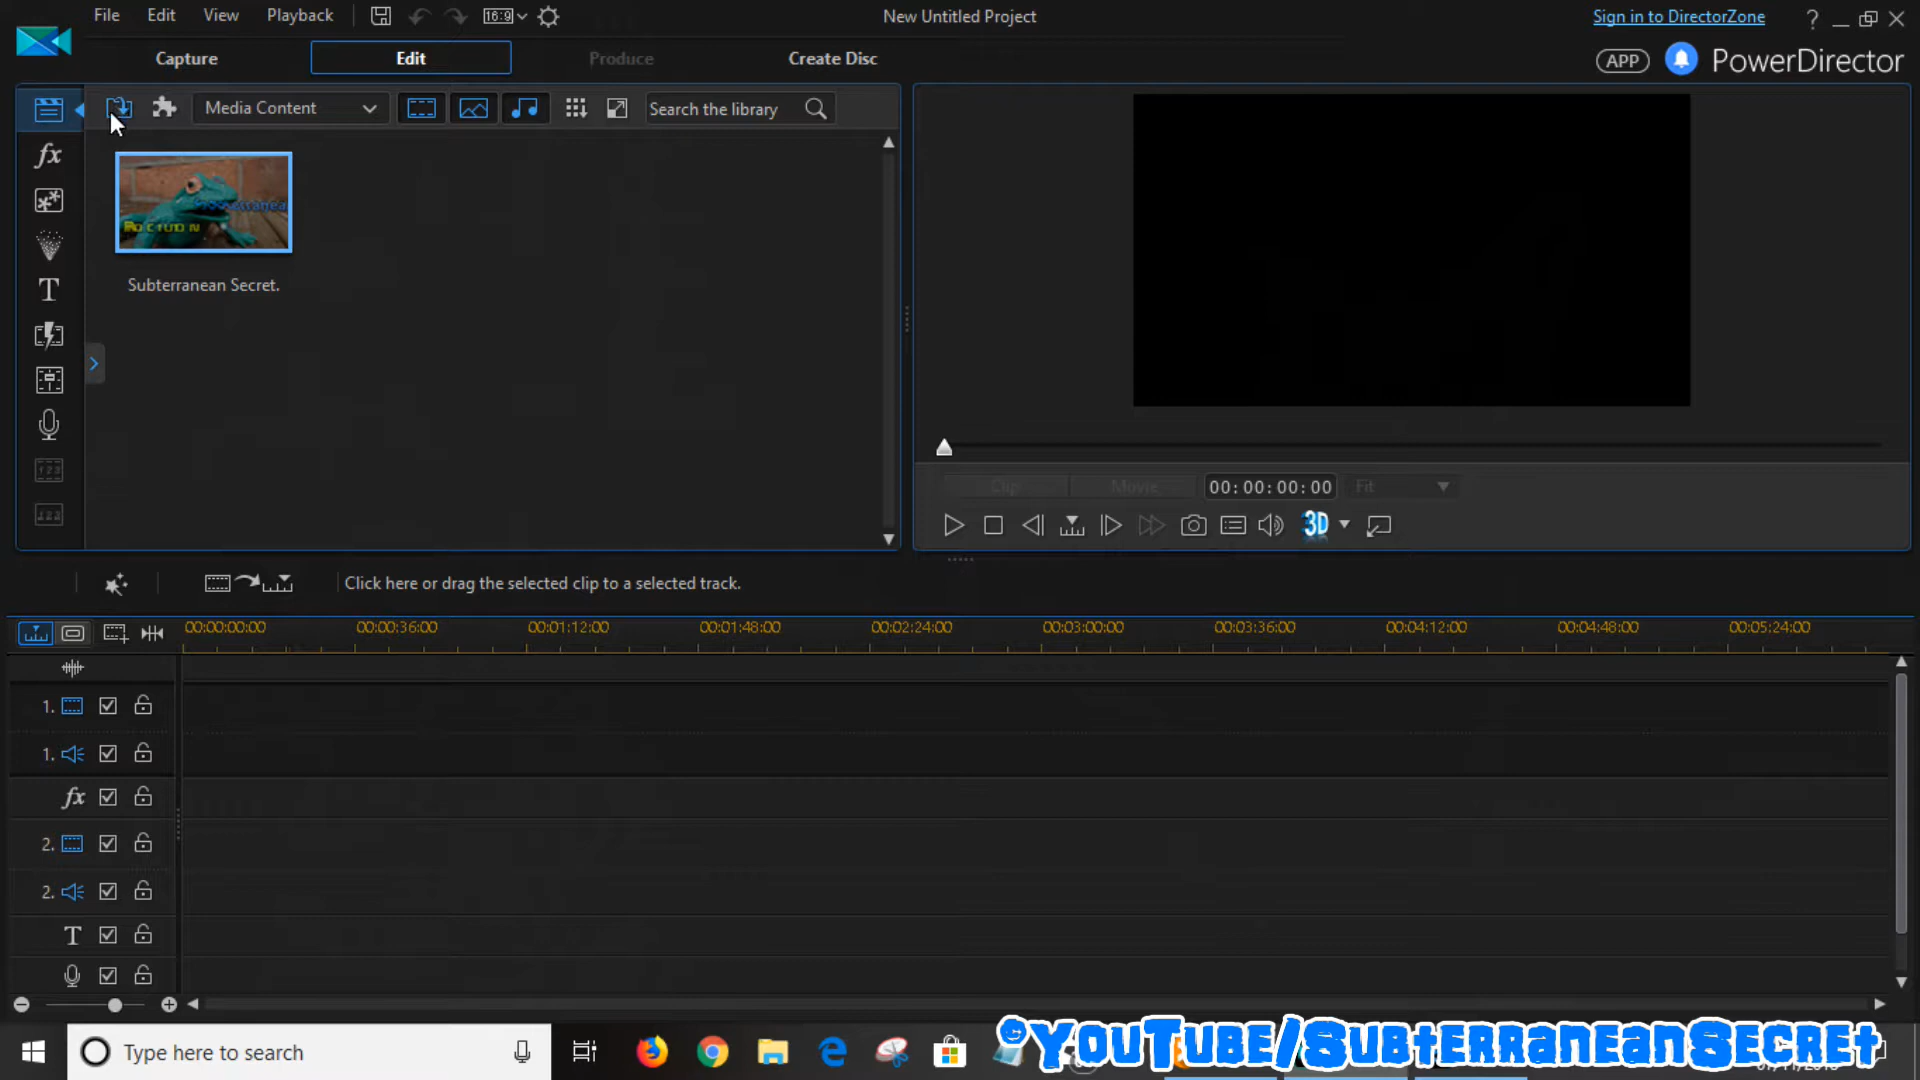 File Edit View Playback 16:9 New Untitled Project Sign in to DirectorZone ?
Capture Edit Produce Create Disc APP PowerDirector
Media Content Search the library
fx
T
Subterranean Secret.
Clip Movie 00:00:00:00 Fit
3D
Click here or drag the selected clip to a selected track.
00:00:00:00 00:00:36:00 00:01:12:00 00:01:48:00 00:02:24:00 00:03:00:00 00:03:36:00 00:04:12:00 00:04:48:00 00:05:24:00
1.
1.
fx
2.
2.
T
Type here to search
©YouTube/SubterraneanSecret